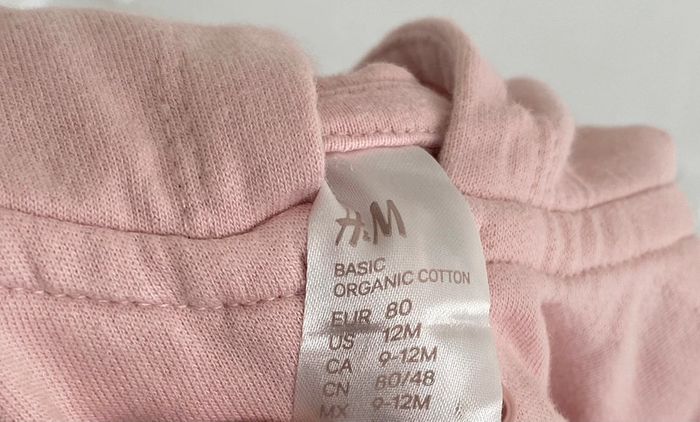 H&M
BASIC
ORGANIC COTTON
EUR 80
US 12M
CA 9-12M
CN 80/48
MX 9-12M